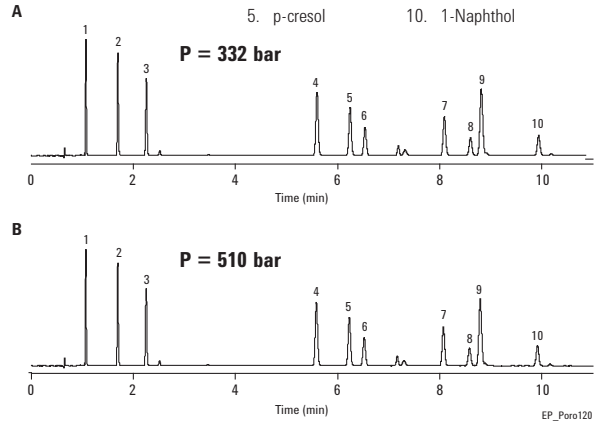 A
5. p-cresol 10. 1-Naphthol
P = 332 bar
1 2 3 4 5 6 7 8 9 10
0 2 4 6 8 10
Time (min)
B
P = 510 bar
1 2 3 4 5 6 7 8 9 10
0 2 4 6 8 10
Time (min)
EP_Poro120